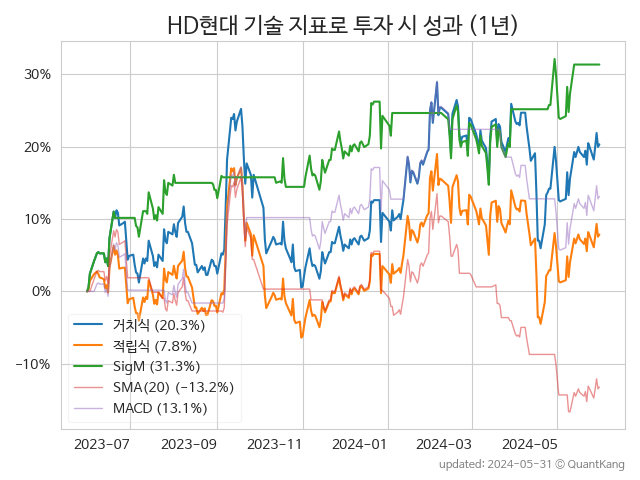 HD현대 기술 지표로 투자 시 성과 (1년)
30%
20%
10%
0%
−10%
거치식 (20.3%)
적립식 (7.8%)
SigM (31.3%)
SMA(20) (−13.2%)
MACD (13.1%)
2023-07
2023-09
2023-11
2024-01
2024-03
2024-05
updated: 2024-05-31 © QuantKang